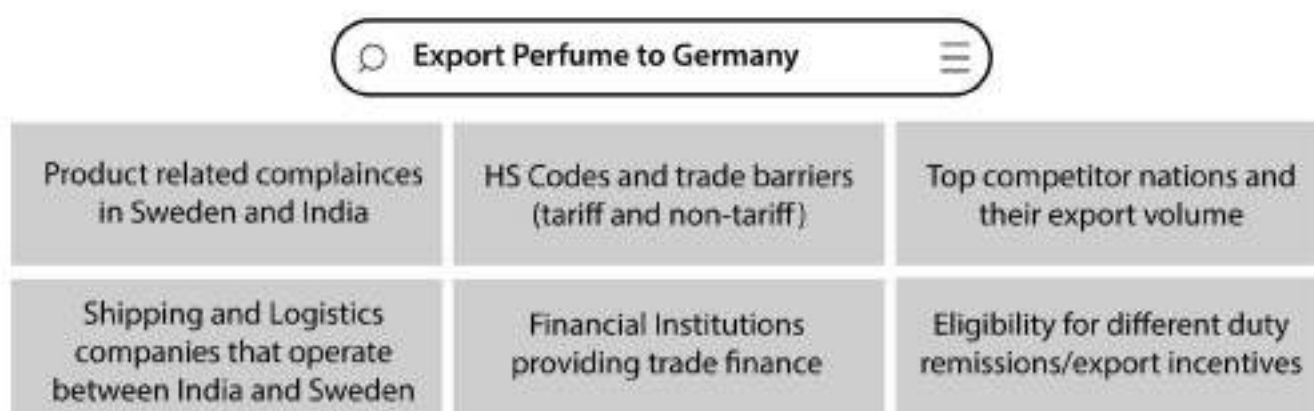 Export Perfume to Germany
Product related complainces
in Sweden and India
HS Codes and trade barriers
(tariff and non-tariff)
Top competitor nations and
their export volume
Shipping and Logistics
companies that operate
between India and Sweden
Financial Institutions
providing trade finance
Eligibility for different duty
remissions/export incentives